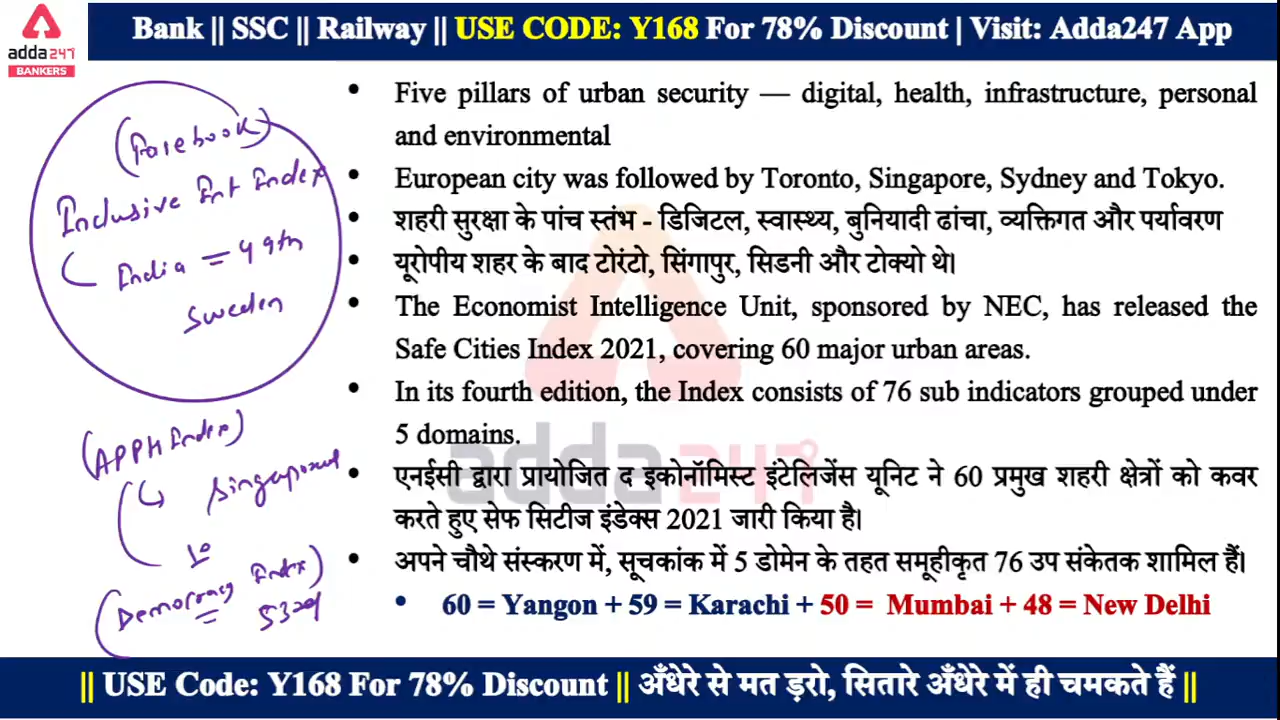 Bank || SSC || Railway || USE CODE: Y168 For 78% Discount | Visit: Adda247 App
adda247
BANKERS
• Five pillars of urban security — digital, health, infrastructure, personal
and environmental
• European city was followed by Toronto, Singapore, Sydney and Tokyo.
• शहरी सुरक्षा के पांच स्तंभ - डिजिटल, स्वास्थ्य, बुनियादी ढांचा, व्यक्तिगत और पर्यावरण
• यूरोपीय शहर के बाद टोरंटो, सिंगापुर, सिडनी और टोक्यो थे।
• The Economist Intelligence Unit, sponsored by NEC, has released the
Safe Cities Index 2021, covering 60 major urban areas.
• In its fourth edition, the Index consists of 76 sub indicators grouped under
5 domains.
• एनईसी द्वारा प्रायोजित द इकोनॉमिस्ट इंटेलिजेंस यूनिट ने 60 प्रमुख शहरी क्षेत्रों को कवर
करते हुए सेफ सिटीज इंडेक्स 2021 जारी किया है।
• अपने चौथे संस्करण में, सूचकांक में 5 डोमेन के तहत समूहीकृत 76 उप संकेतक शामिल हैं।
• 60 = Yangon + 59 = Karachi + 50 = Mumbai + 48 = New Delhi
(Facebook)
Inclusive Int Index
India = 49th
Sweden
(APPM Index)
Singapore
10
(Democracy Index)
53rd
adda247
|| USE Code: Y168 For 78% Discount || अँधेरे से मत ड़रो, सितारे अँधेरे में ही चमकते हैं ||